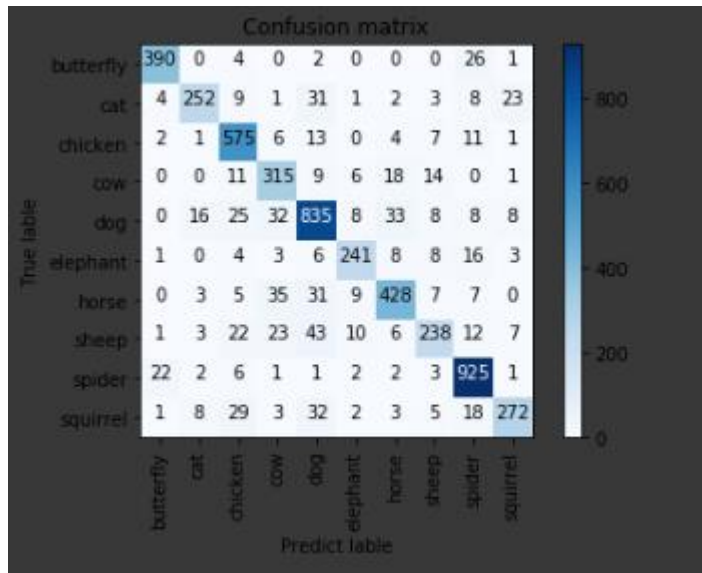 Confusion matrix
butterfly 390 0 4 0 2 0 0 0 26 1
cat 4 252 9 1 31 1 2 3 8 23
chicken 2 1 575 6 13 0 4 7 11 1
cow 0 0 11 315 9 6 18 14 0 1
dog 0 16 25 32 835 8 33 8 8 8
elephant 1 0 4 3 6 241 8 8 16 3
horse 0 3 5 35 31 9 428 7 7 0
sheep 1 3 22 23 43 10 6 238 12 7
spider 22 2 6 1 1 2 2 3 925 1
squirrel 1 8 29 3 32 2 3 5 18 272
True lable
butterfly cat chicken cow dog elephant horse sheep spider squirrel
Predict lable
800
600
400
200
0